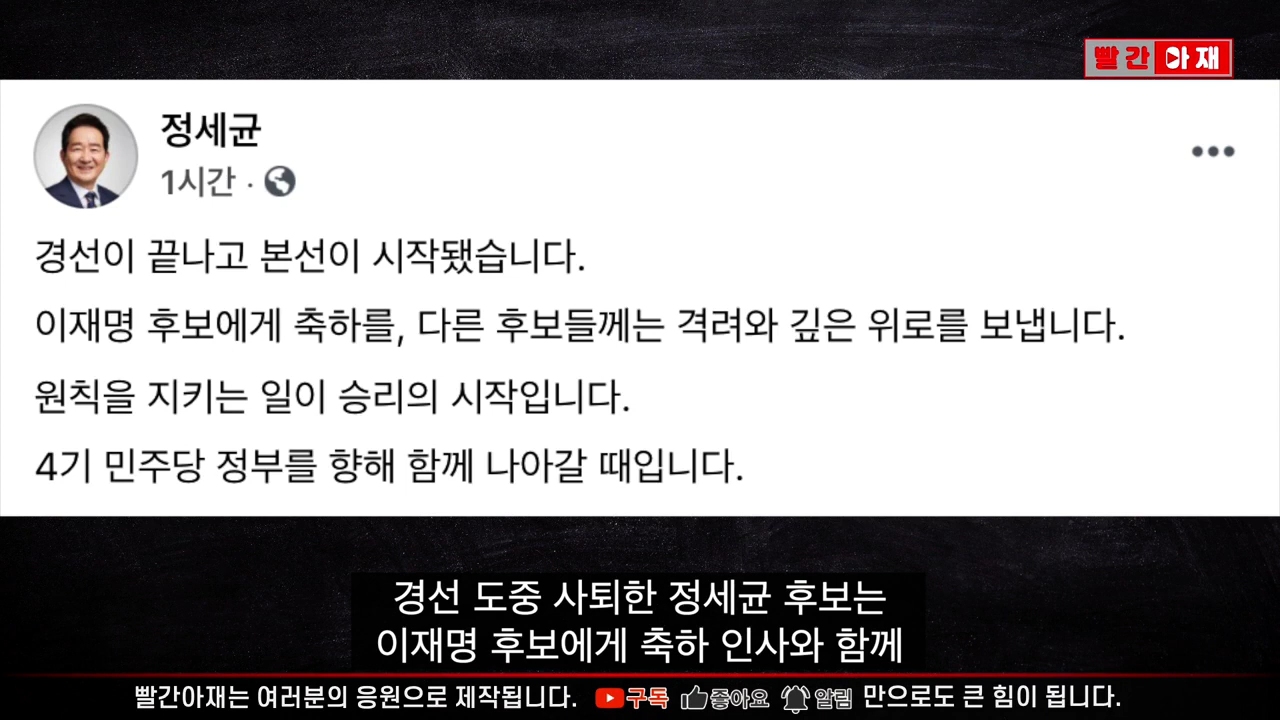 빨간아재
정세균
1시간 ·
경선이 끝나고 본선이 시작됐습니다.
이재명 후보에게 축하를, 다른 후보들께는 격려와 깊은 위로를 보냅니다.
원칙을 지키는 일이 승리의 시작입니다.
4기 민주당 정부를 향해 함께 나아갈 때입니다.
경선 도중 사퇴한 정세균 후보는
이재명 후보에게 축하 인사와 함께
빨간아재는 여러분의 응원으로 제작됩니다. 구독 좋아요 알림 만으로도 큰 힘이 됩니다.